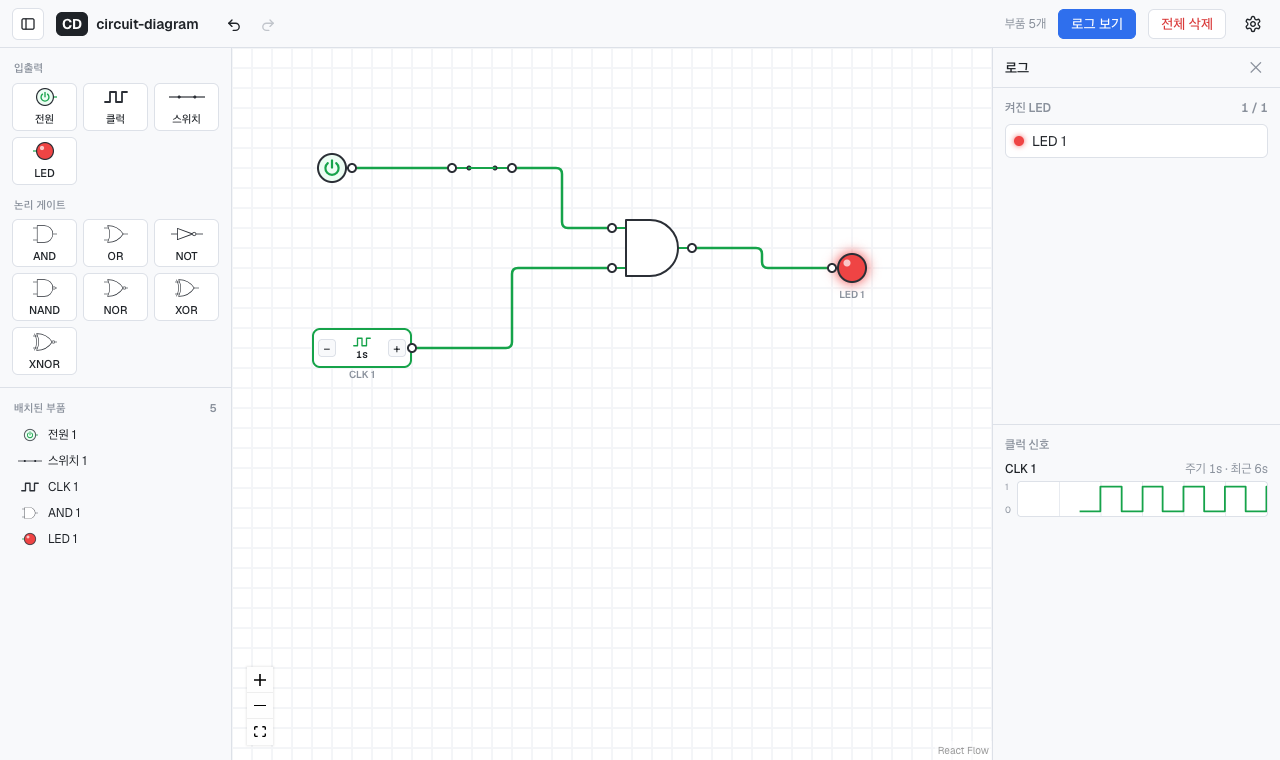 CD circuit-diagram
부품 5개
로그 보기
전체 삭제
입출력
전원
클럭
스위치
LED
논리 게이트
AND
OR
NOT
NAND
NOR
XOR
XNOR
배치된 부품
5
전원 1
스위치 1
CLK 1
AND 1
LED 1
LED 1
−
1s
+
CLK 1
React Flow
로그
켜진 LED
1 / 1
LED 1
클럭 신호
CLK 1
주기 1s · 최근 6s
1
0